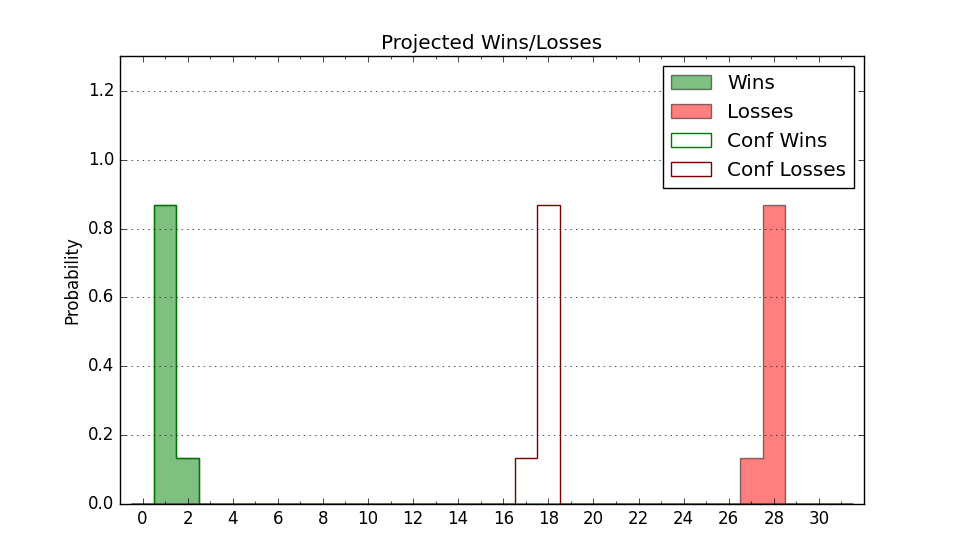 Projected Wins/Losses
Wins
Losses
Conf Wins
Conf Losses
Probability
1.2
1.0
0.8
0.6
0.4
0.2
0.0
0 2 4 6 8 10 12 14 16 18 20 22 24 26 28 30